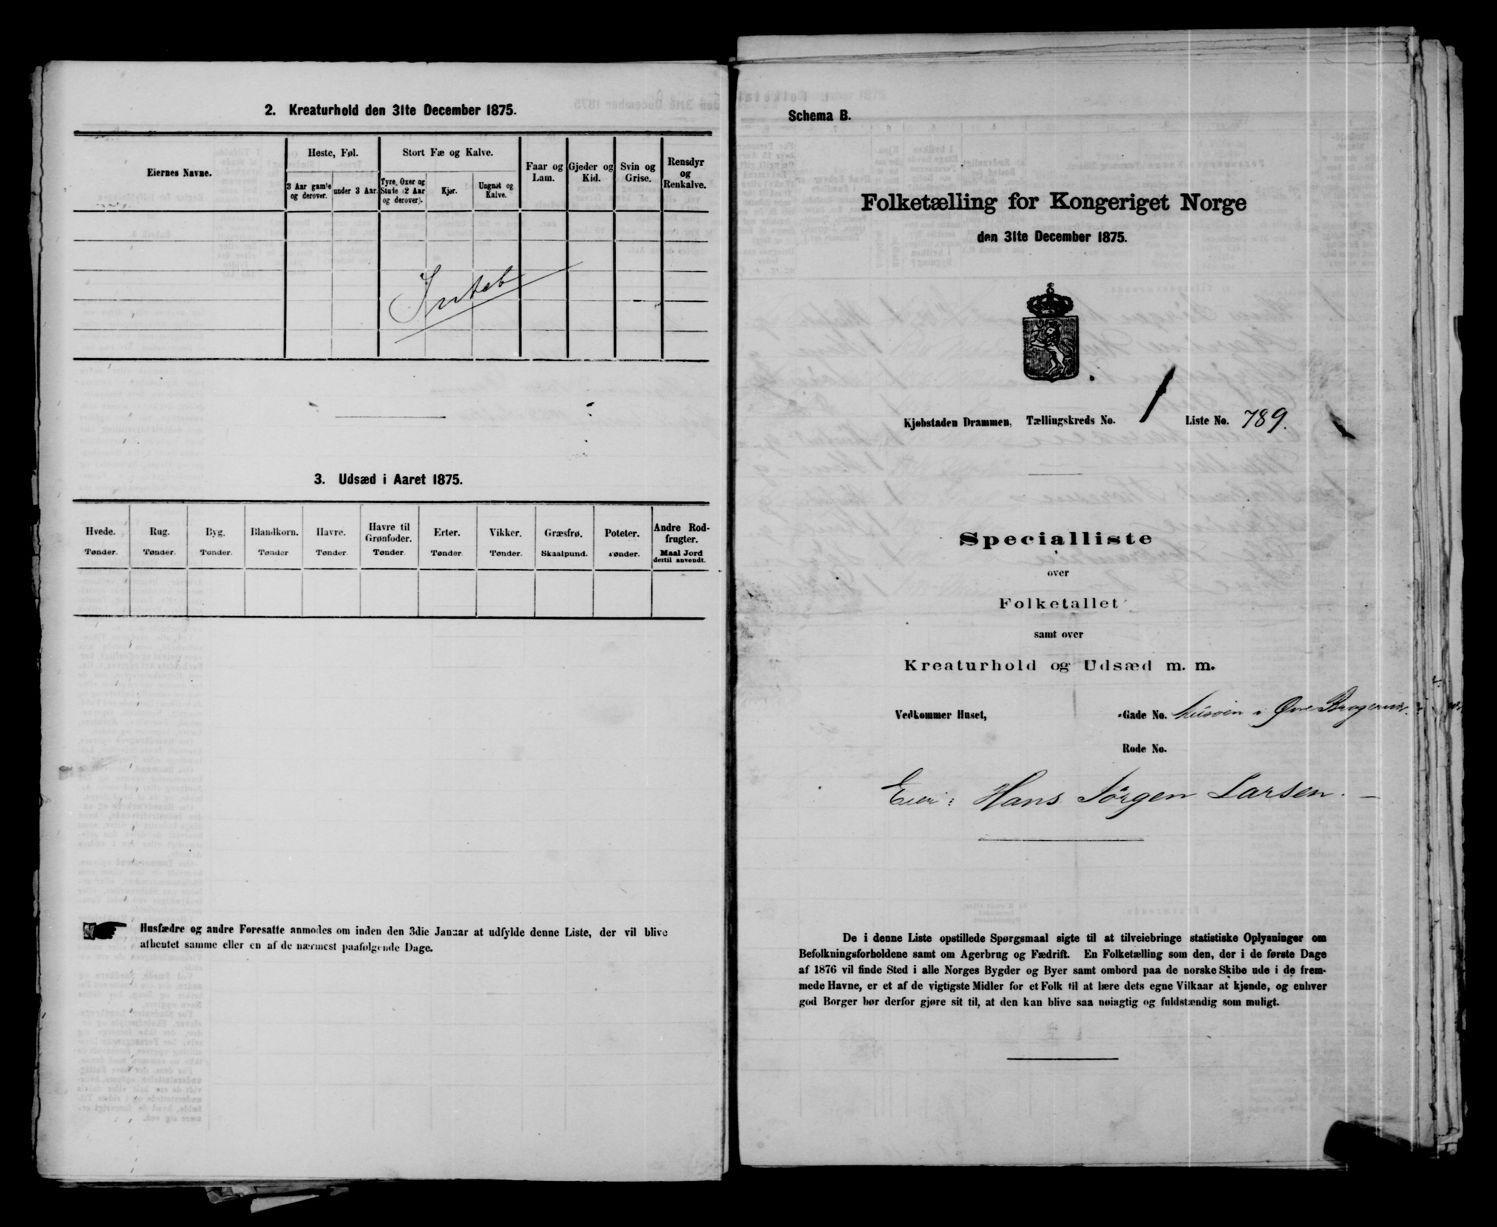 2. Kreaturhold den 31te December 1875.
Eiernes Navne.
Heste, Føl.
Stort Fæ og Kalve.
Faar og Lam.
Gjeder og Kid.
Svin og Grise.
Rensdyr og Renkalve.
3 Aar gamle og derover.
under 3 Aar.
Tyre, Oxer og Stute (2 Aar og derover).
Kjør.
Ungnøt og Kalve.
Intet
3. Udsæd i Aaret 1875.
Hvede. Rug. Byg. Blandkorn. Havre. Havre til Grønfoder. Erter. Vikker. Græsfrø. Poteter. Andre Rodfrugter.
Tønder. Tønder. Tønder. Tønder Tønder. Tønder. Tønder. Tønder. Skaalpund. Tønder. Maal Jord dertil anvendt.
Husfædre og andre Foresatte anmodes om inden den 3die Januar at udfylde denne Liste, der vil blive
afhentet samme eller en af de nærmest paafølgende Dage.
Schema B.
Folketælling for Kongeriget Norge
den 31te December 1875.
Kjøbstaden Drammen, Tællingskreds No. 1 Liste No. 789.
Specialliste
over
Folketallet
samt over
Kreaturhold og Udsæd m. m.
Vedkommer Huset, -Gade No. i Øvre
Rode No.
Eier: Hans Jörgen Larsen.
De i denne Liste opstillede Spørgsmaal sigte til at tilveiebringe statistiske Oplysninger om
Befolkningsforholdene samt om Agerbrug og Fædrift. En Folketælling som den, der i de første Dage
af 1876 vil finde Sted i alle Norges Bygder og Byer samt ombord paa de norske Skibe ude i de frem-
mede Havne, er et af de vigtigste Midler for et Folk til at lære dets egne Vilkaar at kjende, og enhver
god Borger bør derfor gjøre sit til, at den kan blive saa nøiagtig og fuldstændig som muligt.